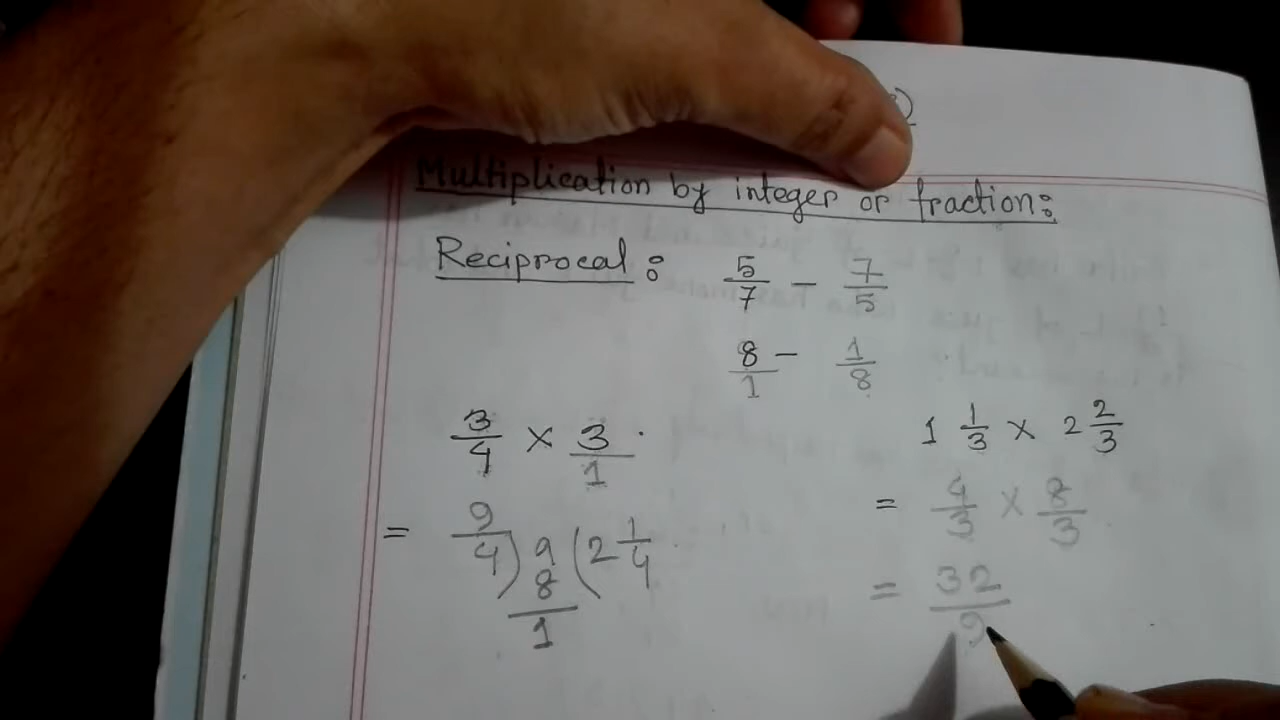 Multiplication by integer or fraction:
Reciprocal : 5/7 - 7/5
8/1 - 1/8
3/4 × 3/1
= 9/4 ) 9 ( 2 1/4
8
1
1 1/3 × 2 2/3
= 4/3 × 8/3
= 32/9